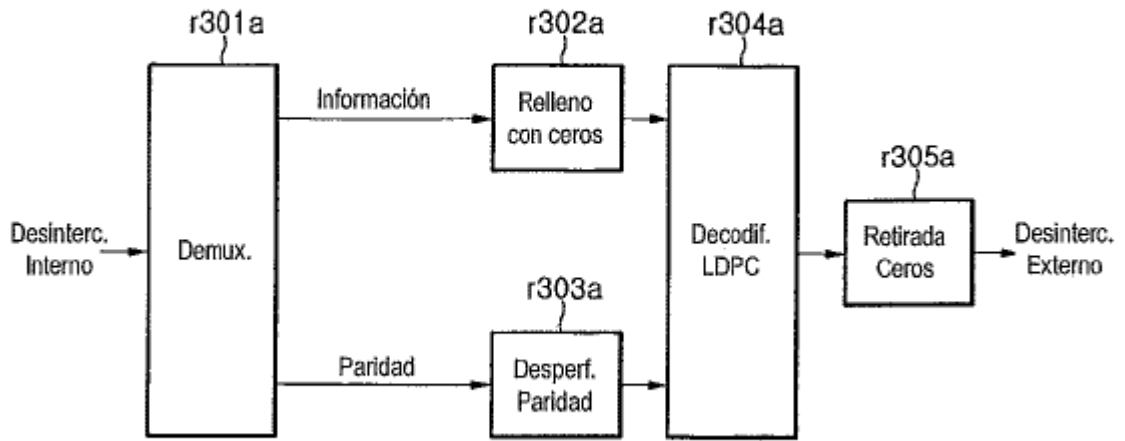 r301a
r302a
r304a
Información
Relleno
con ceros
r305a
Desinterc.
Interno
Demux.
Decodif.
LDPC
Retirada
Ceros
Desinterc.
Externo
r303a
Paridad
Desperf.
Paridad